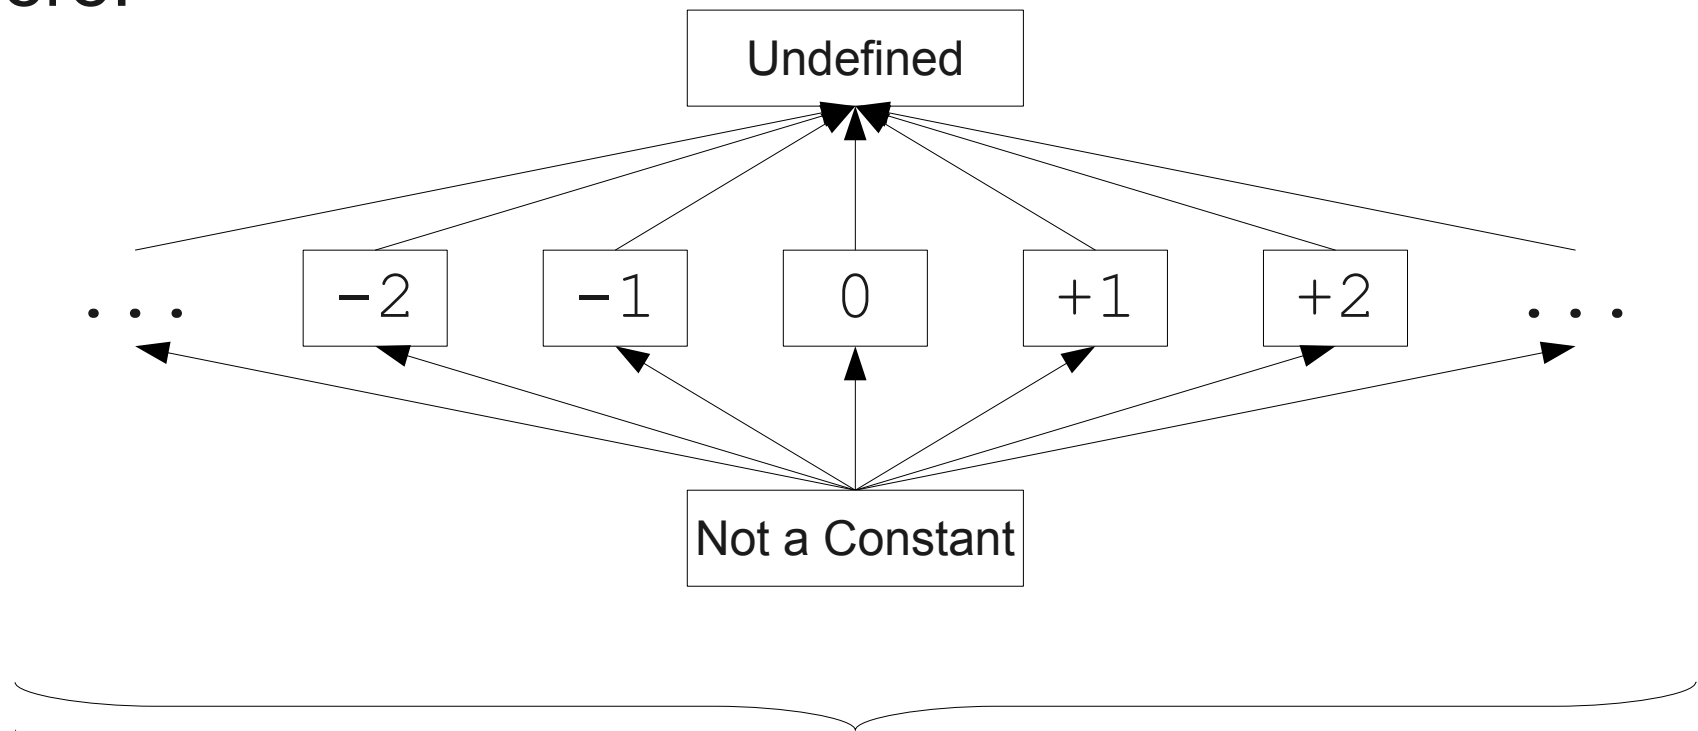 Undefined
. . . -2 -1 0 +1 +2 . . .
Not a Constant